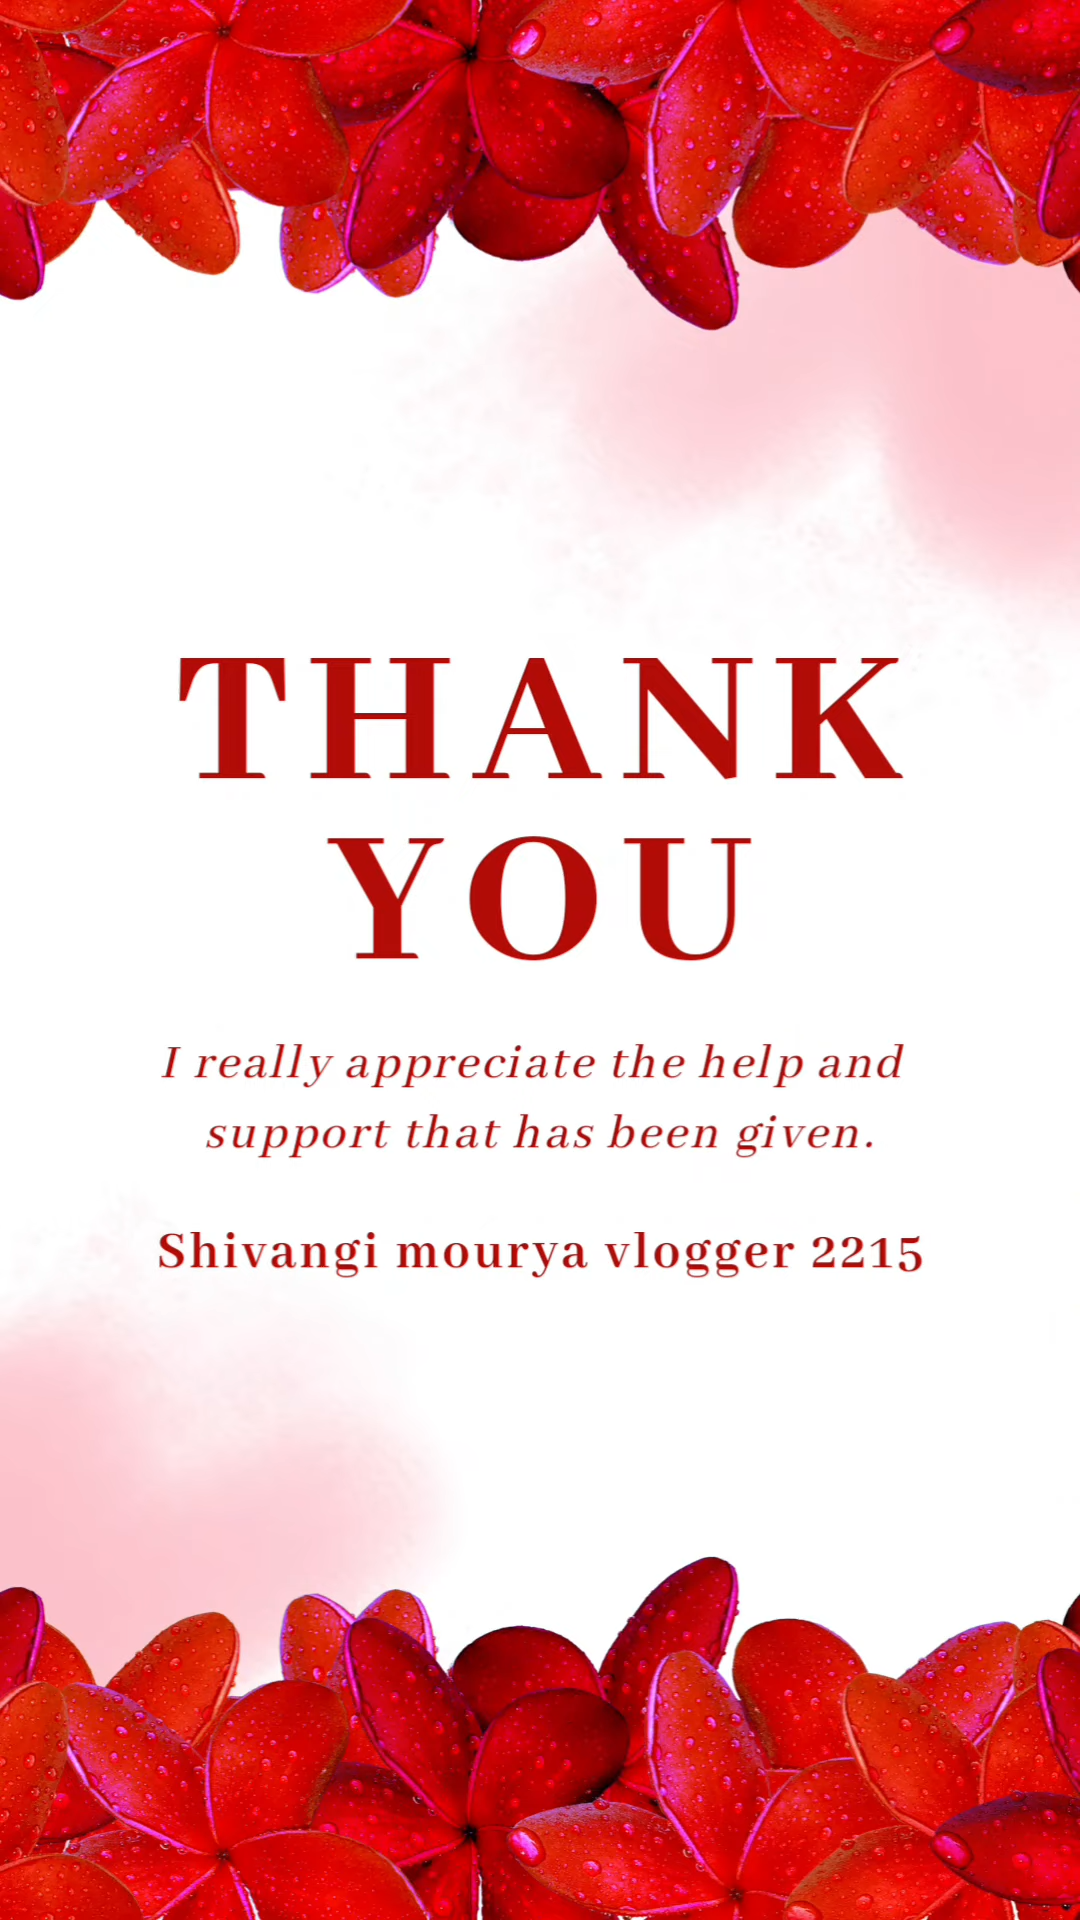 THANK
YOU
I really appreciate the help and
support that has been given.
Shivangi mourya vlogger 2215